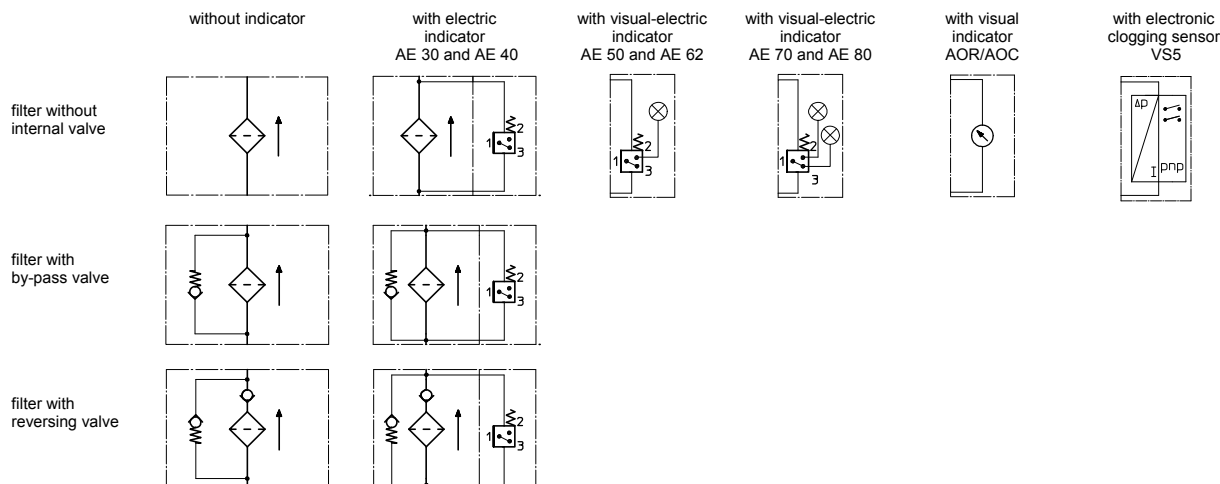 without indicator
with electric
indicator
AE 30 and AE 40
with visual-electric
indicator
AE 50 and AE 62
with visual-electric
indicator
AE 70 and AE 80
with visual
indicator
AOR/AOC
with electronic
clogging sensor
VS5
filter without
internal valve
1
2
3
1
2
3
1
2
3
Δp
I
pnp
filter with
by-pass valve
1
2
3
filter with
reversing valve
1
2
3